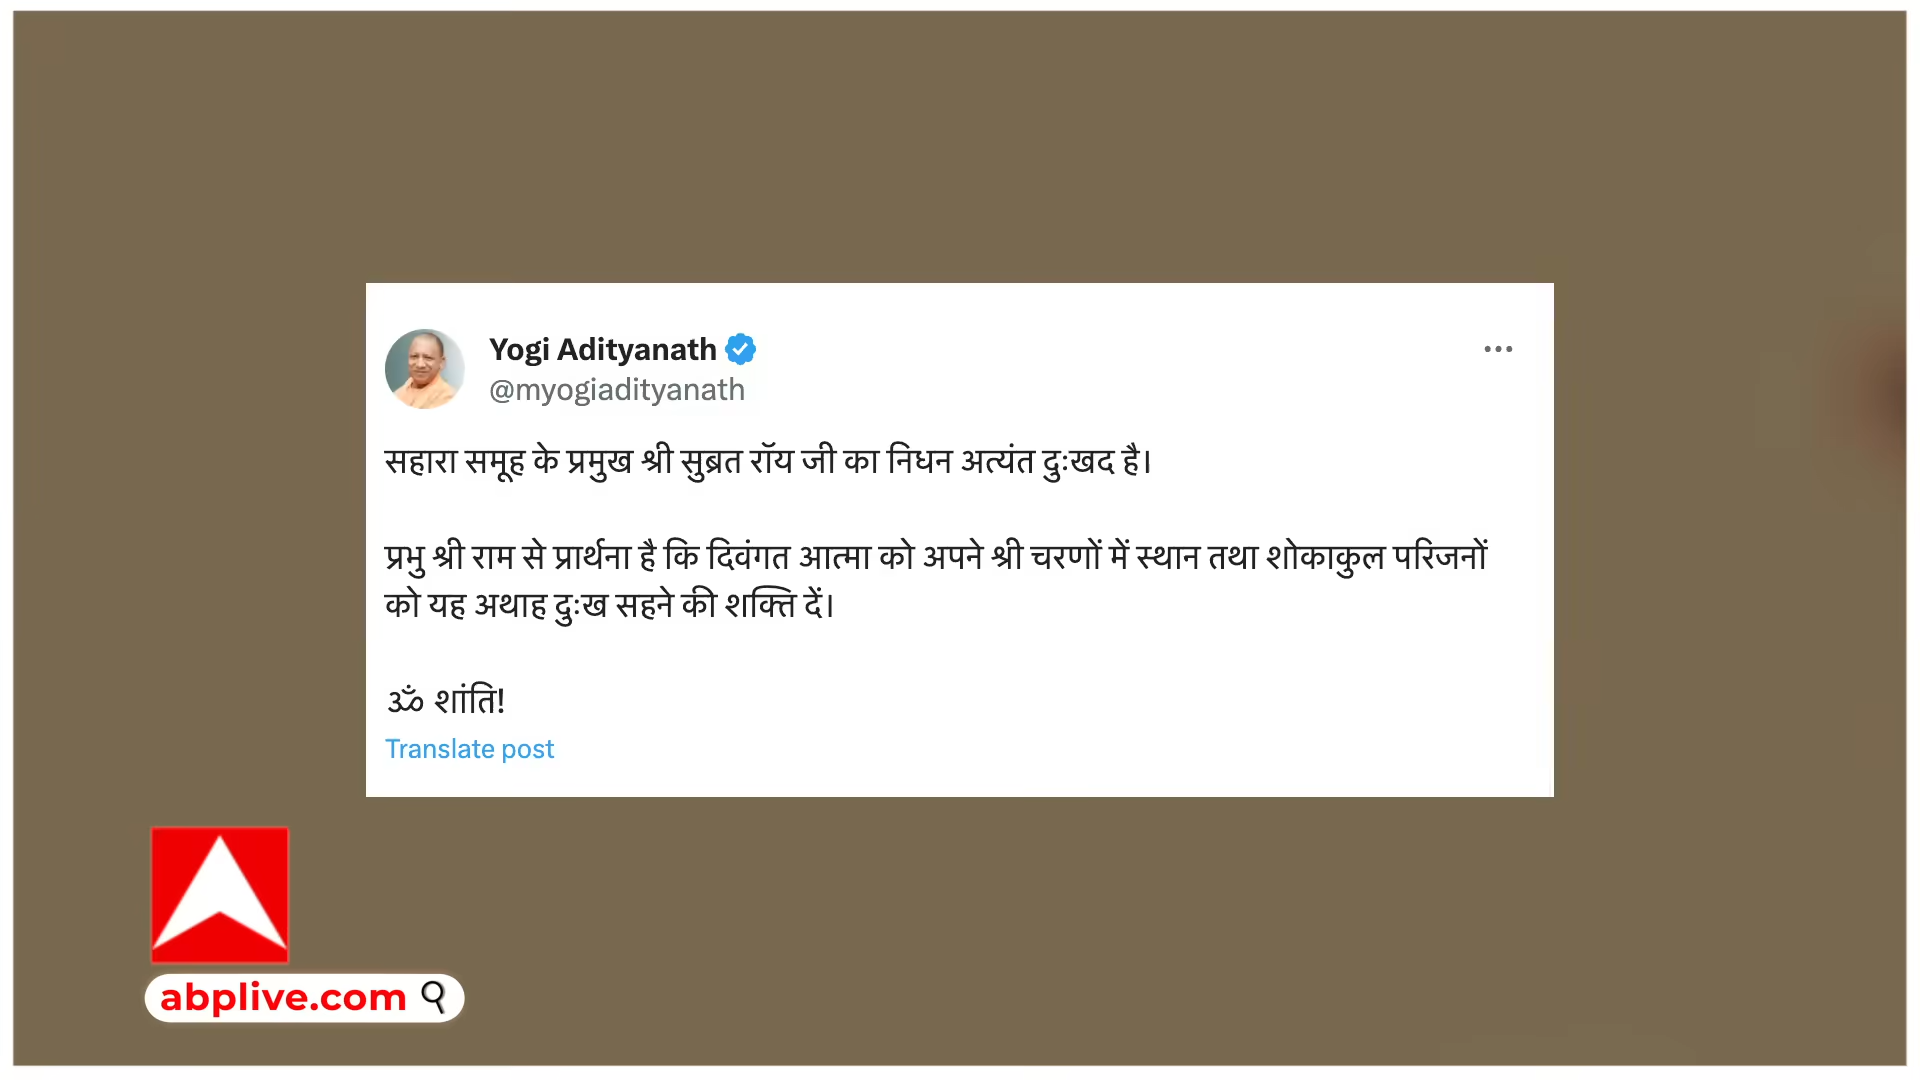 Yogi Adityanath
@myogiadityanath
सहारा समूह के प्रमुख श्री सुब्रत रॉय जी का निधन अत्यंत दुःखद है।
प्रभु श्री राम से प्रार्थना है कि दिवंगत आत्मा को अपने श्री चरणों में स्थान तथा शोकाकुल परिजनों
को यह अथाह दुःख सहने की शक्ति दें।
ॐ शांति!
Translate post
abplive.com